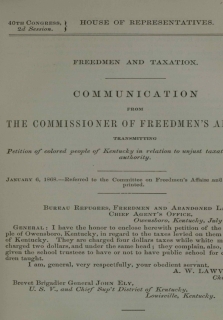 40TH CONGRESS, HOUSE OF REPRESENTATIVES.
2d Session.
FREEDMEN AND TAXATION.
COMMUNICATION
FROM
THE COMMISSIONER OF FREEDMEN'S A
TRANSMITTING
Petition of colored people of Kentucky in relation to unjust taxat
authority.
JANUARY 6, 1868.—Referred to the Committee on Freedmen's Affairs and
printed.
BUREAU REFUGEES, FREEDMEN AND ABANDONED LA
CHIEF AGENT'S OFFICE,
Owensboro, Kentucky, July
GENERAL: I have the honor to enclose herewith petition of the
ple of Owensboro, Kentucky, in regard to the taxes levied on them
of Kentucky. They are charged four dollars taxes while white m
charged two dollars, and under the same law, they complain, also,
given the school trustees to have or not to have public school for
dren taught.
I am, general, very respectfully, your obedient servant,
A. W. LAW
Chi
Brevet Brigadier General JOHN ELY,
U. S. V., and Chief Sup't District of Kentucky,
Louisville, Kentucky.